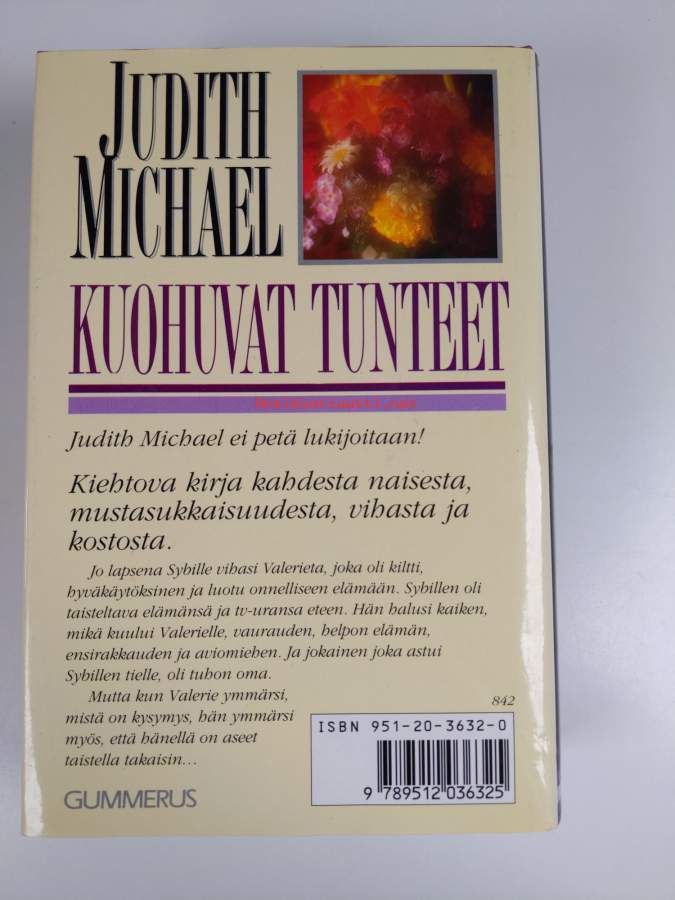 JUDITH
MICHAEL
KUOHUVAT TUNTEET
Judith Michael ei petä lukijoitaan!
Kiehtova kirja kahdesta naisesta,
mustasukkaisuudesta, vihasta ja
kostosta.
Jo lapsena Sybille vihasi Valerieta, joka oli kiltti,
hyväkäytöksinen ja luotu onnelliseen elämään. Sybillen oli
taisteltava elämänsä ja tv-uransa eteen. Hän halusi kaiken,
mikä kuului Valerielle, vaurauden, helpon elämän,
ensirakkauden ja aviomiehen. Ja jokainen joka astui
Sybillen tielle, oli tuhon oma.
Mutta kun Valerie ymmärsi,
mistä on kysymys, hän ymmärsi
myös, että hänellä on aseet
taistella takaisin...
842
ISBN 951-20-3632-0
9 789512 036325
GUMMERUS